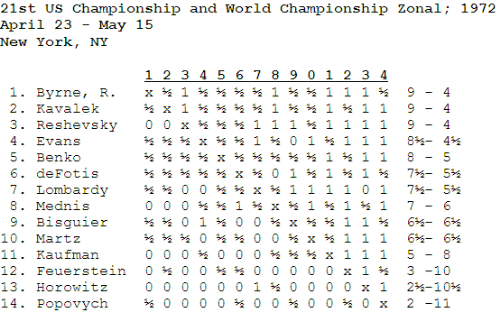 21st US Championship and World Championship Zonal; 1972
April 23 - May 15
New York, NY
1 2 3 4 5 6 7 8 9 0 1 2 3 4
1. Byrne, R. x ½ 1 ½ ½ ½ ½ 1 ½ ½ 1 1 1 ½ 9 - 4
2. Kavalek ½ x 1 ½ ½ ½ ½ 1 ½ ½ 1 ½ 1 1 9 - 4
3. Reshevsky 0 0 x ½ ½ ½ 1 1 1 ½ 1 1 1 1 9 - 4
4. Evans ½ ½ ½ x ½ ½ 1 ½ 0 1 ½ 1 1 1 8½- 4½
5. Benko ½ ½ ½ ½ x ½ ½ ½ ½ ½ 1 ½ 1 1 8 - 5
6. deFotis ½ ½ ½ ½ ½ x ½ 0 1 ½ 1 ½ 1 ½ 7½- 5½
7. Lombardy ½ ½ 0 0 ½ ½ x ½ 1 1 1 1 0 1 7½- 5½
8. Mednis 0 0 0 ½ ½ 1 ½ x ½ 1 ½ 1 ½ 1 7 - 6
9. Bisguier ½ ½ 0 1 ½ 0 0 ½ x ½ ½ 1 1 ½ 6½- 6½
10. Martz ½ ½ ½ 0 ½ ½ 0 0 ½ x ½ 1 1 1 6½- 6½
11. Kaufman 0 0 0 ½ 0 0 0 ½ ½ ½ x 1 1 1 5 - 8
12. Feuerstein 0 ½ 0 0 ½ ½ 0 0 0 0 0 x 1 ½ 3 -10
13. Horowitz 0 0 0 0 0 0 1 ½ 0 0 0 0 x 1 2½-10½
14. Popovych ½ 0 0 0 0 ½ 0 0 ½ 0 0 ½ 0 x 2 -11